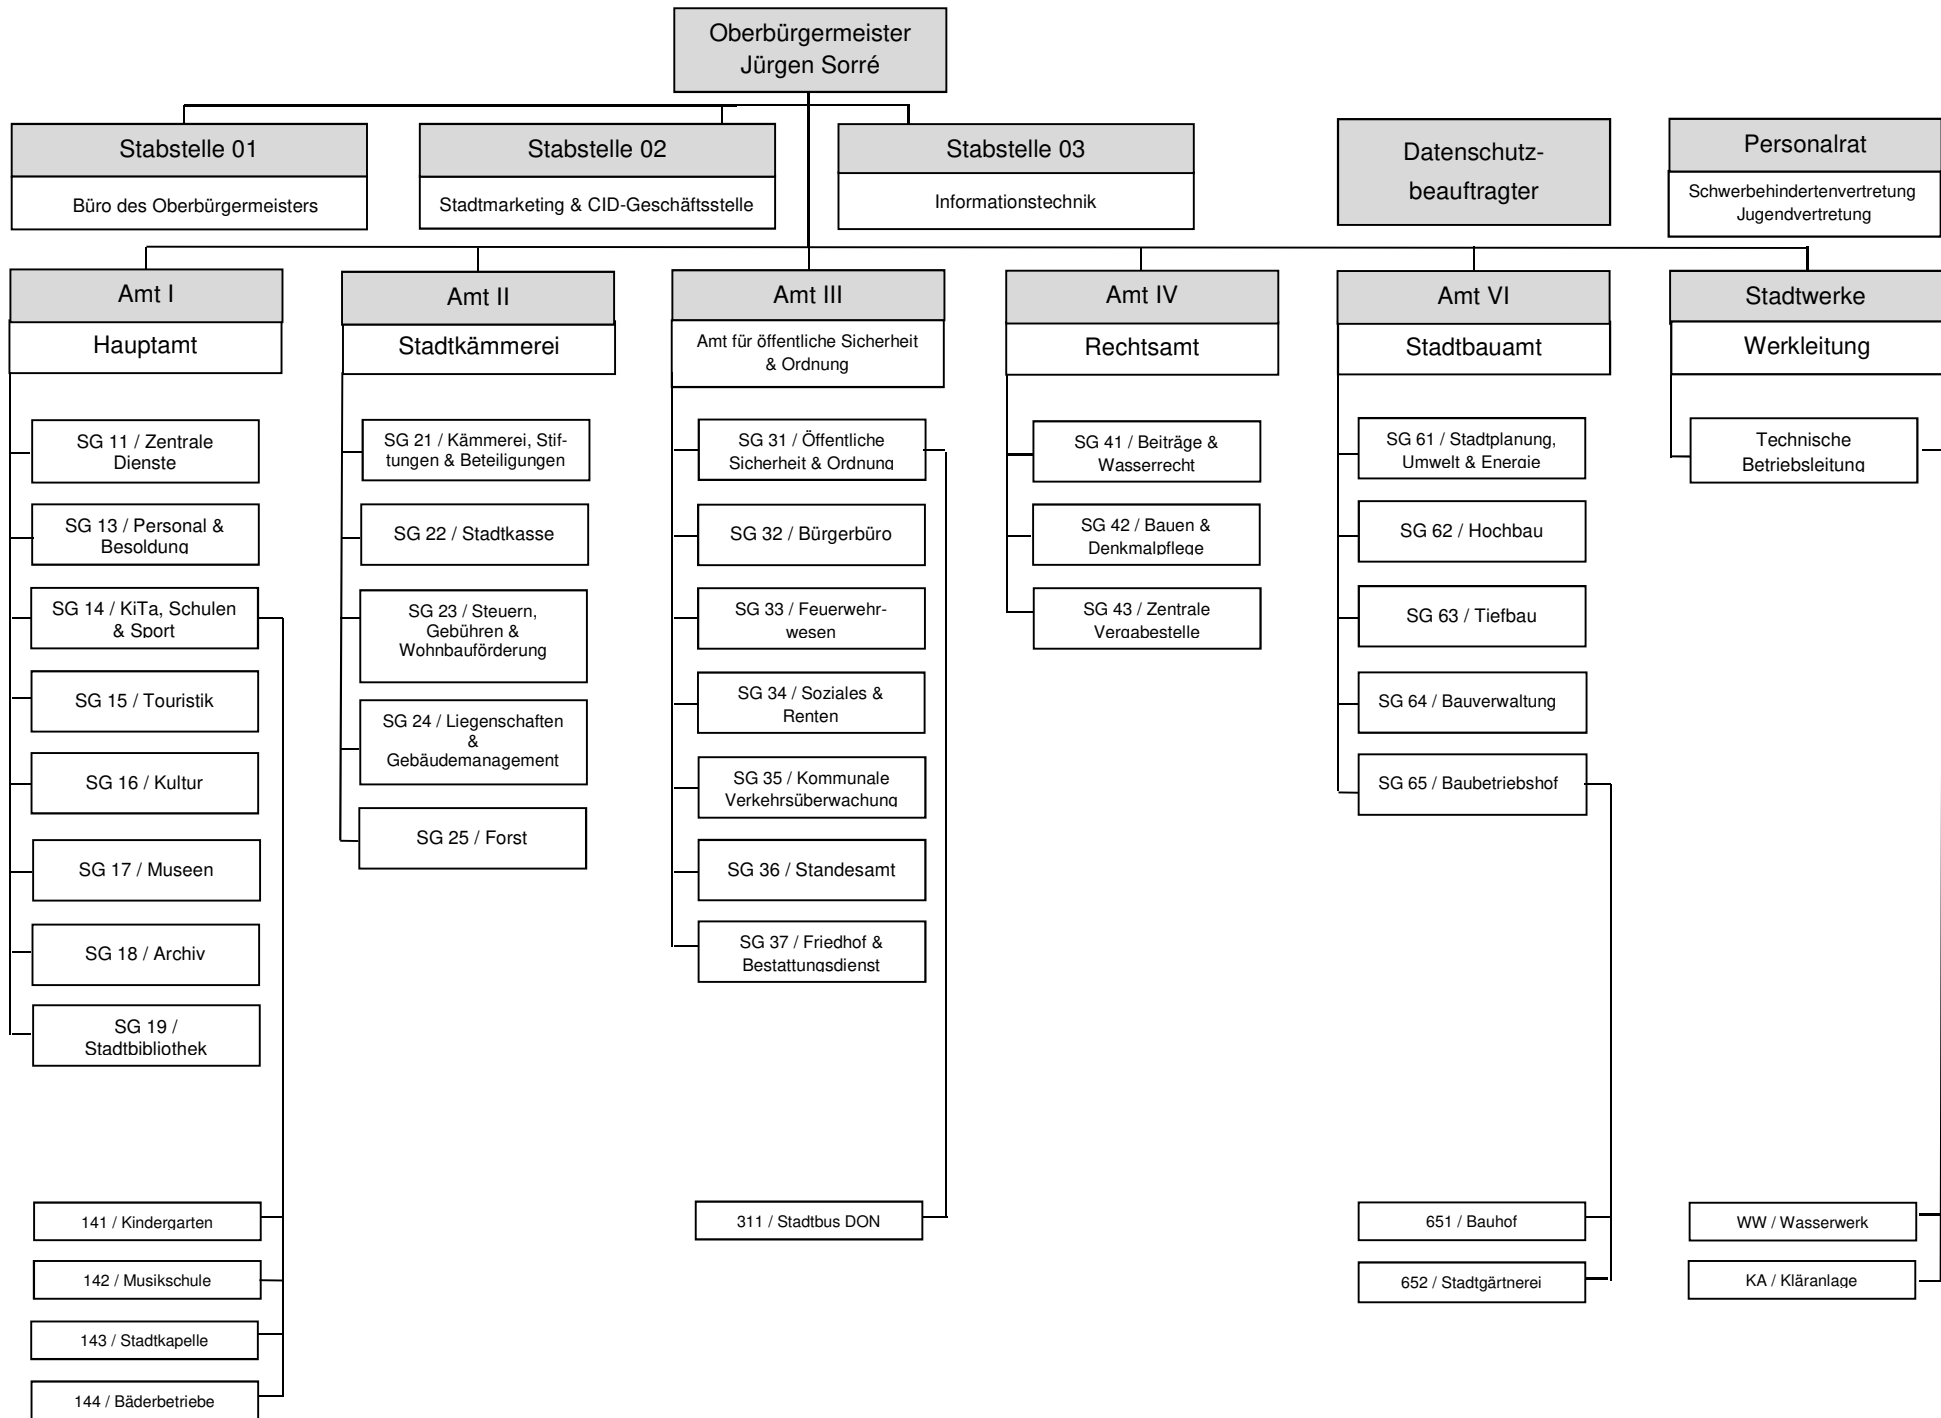 Oberbürgermeister
Jürgen Sorré
Stabstelle 01
Büro des Oberbürgermeisters
Stabstelle 02
Stadtmarketing & CID-Geschäftsstelle
Stabstelle 03
Informationstechnik
Datenschutz-
beauftragter
Personalrat
Schwerbehindertenvertretung
Jugendvertretung
Amt I
Hauptamt
SG 11 / Zentrale
Dienste
SG 13 / Personal &
Besoldung
SG 14 / KiTa, Schulen
& Sport
SG 15 / Touristik
SG 16 / Kultur
SG 17 / Museen
SG 18 / Archiv
SG 19 /
Stadtbibliothek
141 / Kindergarten
142 / Musikschule
143 / Stadtkapelle
144 / Bäderbetriebe
Amt II
Stadtkämmerei
SG 21 / Kämmerei, Stif-
tungen & Beteiligungen
SG 22 / Stadtkasse
SG 23 / Steuern,
Gebühren &
Wohnbauförderung
SG 24 / Liegenschaften
&
Gebäudemanagement
SG 25 / Forst
Amt III
Amt für öffentliche Sicherheit
& Ordnung
SG 31 / Öffentliche
Sicherheit & Ordnung
SG 32 / Bürgerbüro
SG 33 / Feuerwehr-
wesen
SG 34 / Soziales &
Renten
SG 35 / Kommunale
Verkehrsüberwachung
SG 36 / Standesamt
SG 37 / Friedhof &
Bestattungsdienst
311 / Stadtbus DON
Amt IV
Rechtsamt
SG 41 / Beiträge &
Wasserrecht
SG 42 / Bauen &
Denkmalpflege
SG 43 / Zentrale
Vergabestelle
Amt VI
Stadtbauamt
SG 61 / Stadtplanung,
Umwelt & Energie
SG 62 / Hochbau
SG 63 / Tiefbau
SG 64 / Bauverwaltung
SG 65 / Baubetriebshof
651 / Bauhof
652 / Stadtgärtnerei
Stadtwerke
Werkleitung
Technische
Betriebsleitung
WW / Wasserwerk
KA / Kläranlage